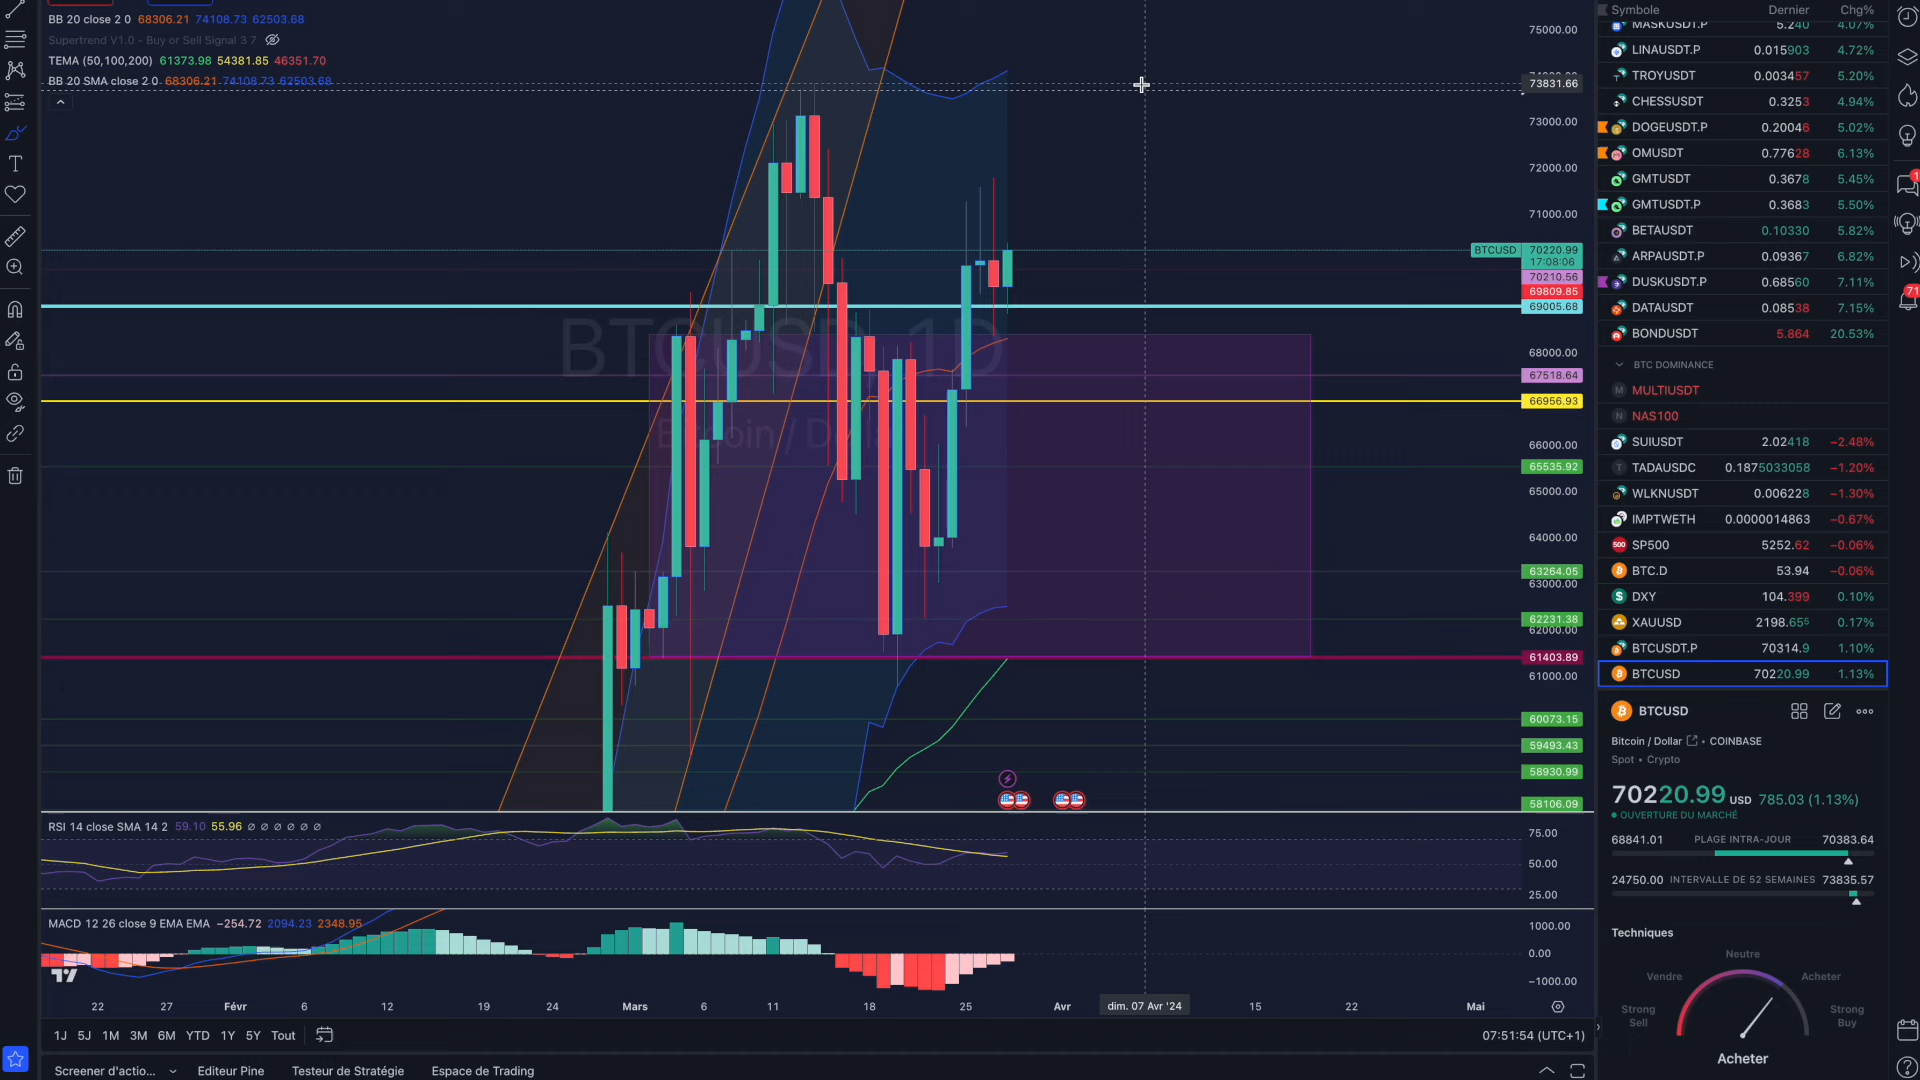 BB 20 close 2 0 68306.21 74108.73 62503.68
Supertrend V1.0 - Buy or Sell Signal 3 7
TEMA (50,100,200) 61373.98 54381.85 46351.70
BB 20 SMA close 2 0 68306.21 74108.73 62503.68
BTCUSD 1D
Bitcoin / Dollar
75000.00
73831.66
73000.00
72000.00
71000.00
BTCUSD 70220.99
17:08:06
70210.56
69809.85
69005.68
68000.00
67518.64
66956.93
66000.00
65535.92
65000.00
64000.00
63264.05
63000.00
62231.38
62000.00
61403.89
61000.00
60073.15
59493.43
58930.99
58106.09
RSI 14 close SMA 14 2 59.10 55.96 ∅ ∅ ∅ ∅ ∅ ∅
75.00
50.00
25.00
MACD 12 26 close 9 EMA EMA −254.72 2094.23 2348.95
1000.00
0.00
−1000.00
22 27 Févr 6 12 19 24 Mars 6 11 18 25 Avr dim. 07 Avr '24 15 22 Mai
1J 5J 1M 3M 6M YTD 1Y 5Y Tout
07:51:54 (UTC+1)
Screener d'actio... Editeur Pine Testeur de Stratégie Espace de Trading
Symbole Dernier Chg%
MASKUSDT.P 5.240 4.07%
LINAUSDT.P 0.015903 4.72%
TROYUSDT 0.003457 5.20%
CHESSUSDT 0.3253 4.94%
DOGEUSDT.P 0.20046 5.02%
OMUSDT 0.77628 6.13%
GMTUSDT 0.3678 5.45%
GMTUSDT.P 0.3683 5.50%
BETAUSDT 0.10330 5.82%
ARPAUSDT.P 0.09367 6.82%
DUSKUSDT.P 0.68560 7.11%
DATAUSDT 0.08538 7.15%
BONDUSDT 5.864 20.53%
BTC DOMINANCE
M MULTIUSDT
N NAS100
SUIUSDT 2.02418 −2.48%
T TADAUSDC 0.1875033058 −1.20%
WLKNUSDT 0.006228 −1.30%
IMPTWETH 0.0000014863 −0.67%
500 SP500 5252.62 −0.06%
BTC.D 53.94 −0.06%
DXY 104.399 0.10%
XAUUSD 2198.655 0.17%
BTCUSDT.P 70314.9 1.10%
BTCUSD 70220.99 1.13%
BTCUSD
Bitcoin / Dollar • COINBASE
Spot • Crypto
70220.99 USD 785.03 (1.13%)
OUVERTURE DU MARCHÉ
68841.01 PLAGE INTRA-JOUR 70383.64
24750.00 INTERVALLE DE 52 SEMAINES 73835.57
Techniques
Neutre
Vendre Acheter
Strong Sell Strong Buy
Acheter
1
71